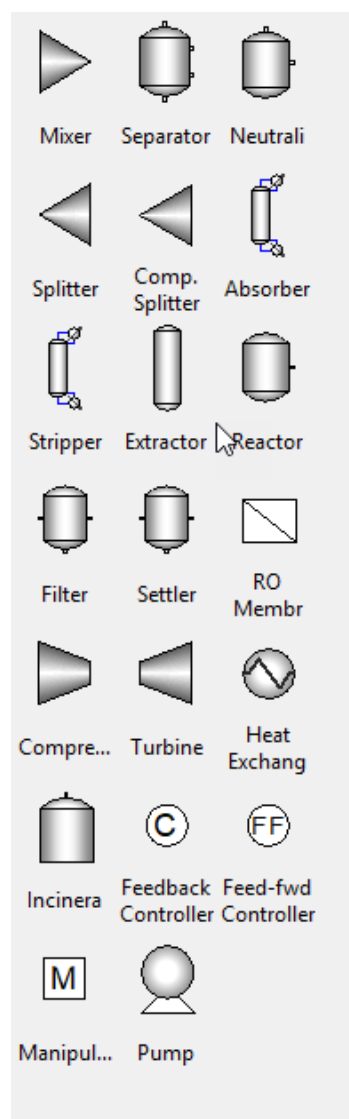 Mixer Separator Neutrali
Splitter Comp. Splitter Absorber
Stripper Extractor Reactor
Filter Settler RO Membr
Compre... Turbine Heat Exchang
C FF
Incinera Feedback Controller Feed-fwd Controller
M
Manipul... Pump